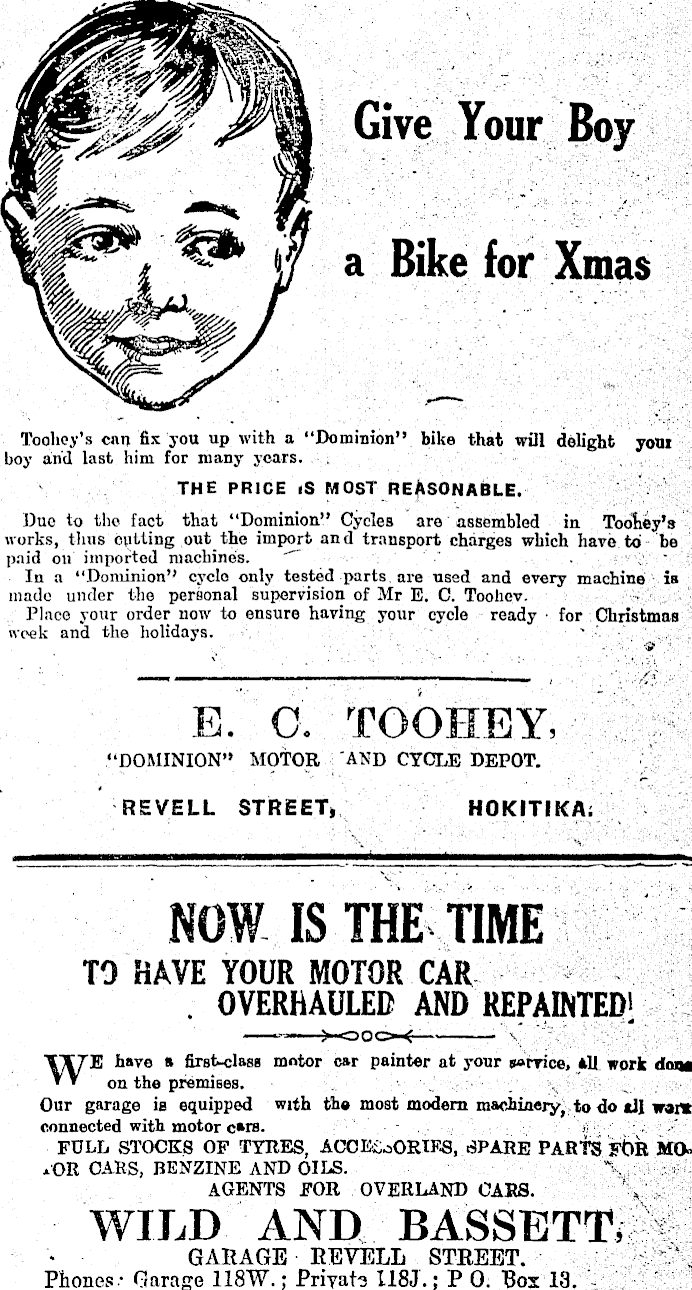 Give Your Boy
a Bike for Xmas
Toohey's can fix you up with a "Dominion" bike that will delight your
boy and last him for many years.
THE PRICE IS MOST REASONABLE.
Due to the fact that "Dominion" Cycles are assembled in Toohey's
works, thus cutting out the import and transport charges which have to be
paid on imported machines.
In a "Dominion" cycle only tested parts are used and every machine is
made under the personal supervision of Mr E. C. Toohey.
Place your order now to ensure having your cycle ready for Christmas
week and the holidays.
E. C. TOOHEY,
"DOMINION" MOTOR AND CYCLE DEPOT.
REVELL STREET, HOKITIKA.
NOW IS THE TIME
TO HAVE YOUR MOTOR CAR
OVERHAULED AND REPAINTED!
WE have a first-class motor car painter at your service, all work done
on the premises.
Our garage is equipped with the most modern machinery, to do all work
connected with motor cars.
FULL STOCKS OF TYRES, ACCESSORIES, SPARE PARTS FOR MO-
TOR CARS, BENZINE AND OILS.
AGENTS FOR OVERLAND CARS.
WILD AND BASSETT,
GARAGE REVELL STREET.
Phones: Garage 118W.; Private 118J.; P O. Box 13.